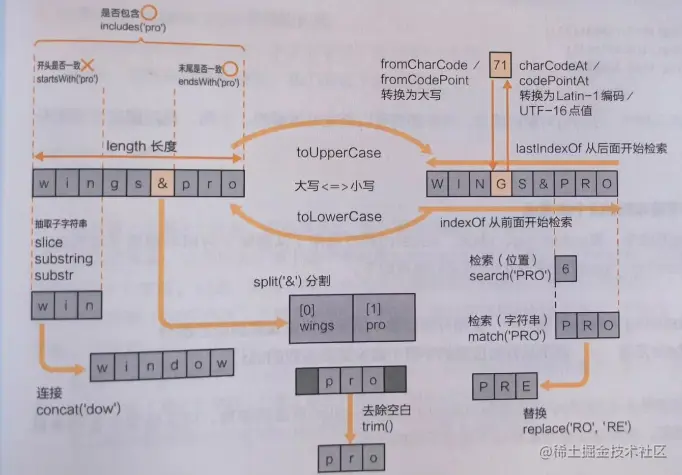 是否包含
includes('pro')
开头是否一致
startsWith('pro')
末尾是否一致
endsWith('pro')
length 长度
w i n g s & p r o
toUpperCase
大写<=>小写
toLowerCase
fromCharCode /
fromCodePoint
转换为大写
71
charCodeAt /
codePointAt
转换为Latin-1 编码 /
UTF-16 点值
lastIndexOf 从后面开始检索
W I N G S & P R O
indexOf 从前面开始检索
抽取子字符串
slice
substring
substr
w i n
连接
concat('dow')
w i n d o w
split('&') 分割
[0] [1]
wings pro
p r o
去除空白
trim()
p r o
检索（位置）
search('PRO')
6
检索（字符串）
match('PRO')
P R O
P R E
替换
replace('RO', 'RE')
@稀土掘金技术社区